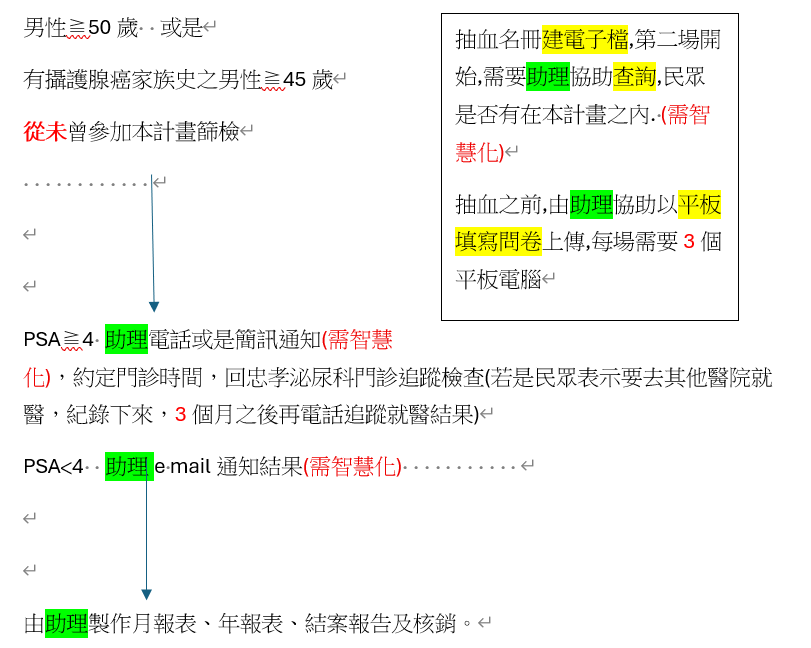 男性≧50 歲 或是
有攝護腺癌家族史之男性≧45 歲
從未曾參加本計畫篩檢
抽血名冊建電子檔,第二場開
始,需要助理協助查詢,民眾
是否有在本計畫之內. (需智
慧化)
抽血之前,由助理協助以平板
填寫問卷上傳,每場需要 3 個
平板電腦
PSA≧4 助理電話或是簡訊通知(需智慧
化)，約定門診時間，回忠孝泌尿科門診追蹤檢查(若是民眾表示要去其他醫院就
醫，紀錄下來，3 個月之後再電話追蹤就醫結果)
PSA<4 助理 e mail 通知結果(需智慧化)
由助理製作月報表、年報表、結案報告及核銷。